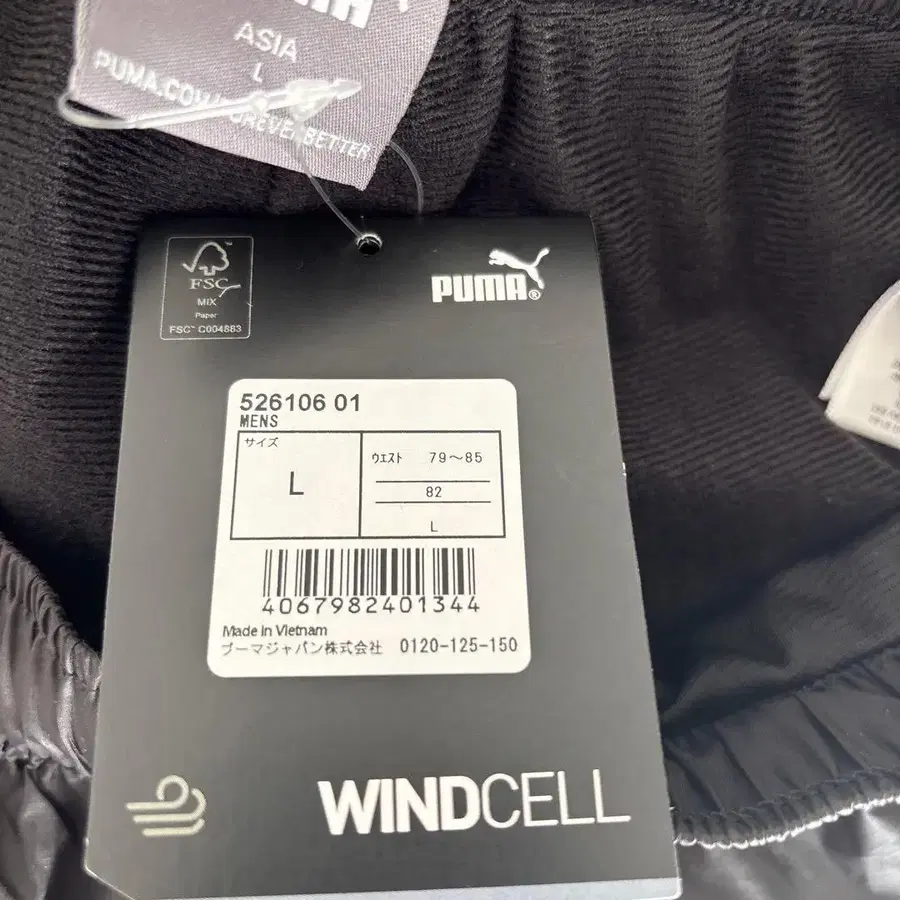 ASIA
L
PUMA.COM/FOREVERBETTER
FSC
MIX
Paper
FSC™ C004883
PUMA®
526106 01
MENS
サイズ
L
ウエスト 79～85
82
L
4067982401344
Made in Vietnam
プーマジャパン株式会社 0120-125-150
WINDCELL